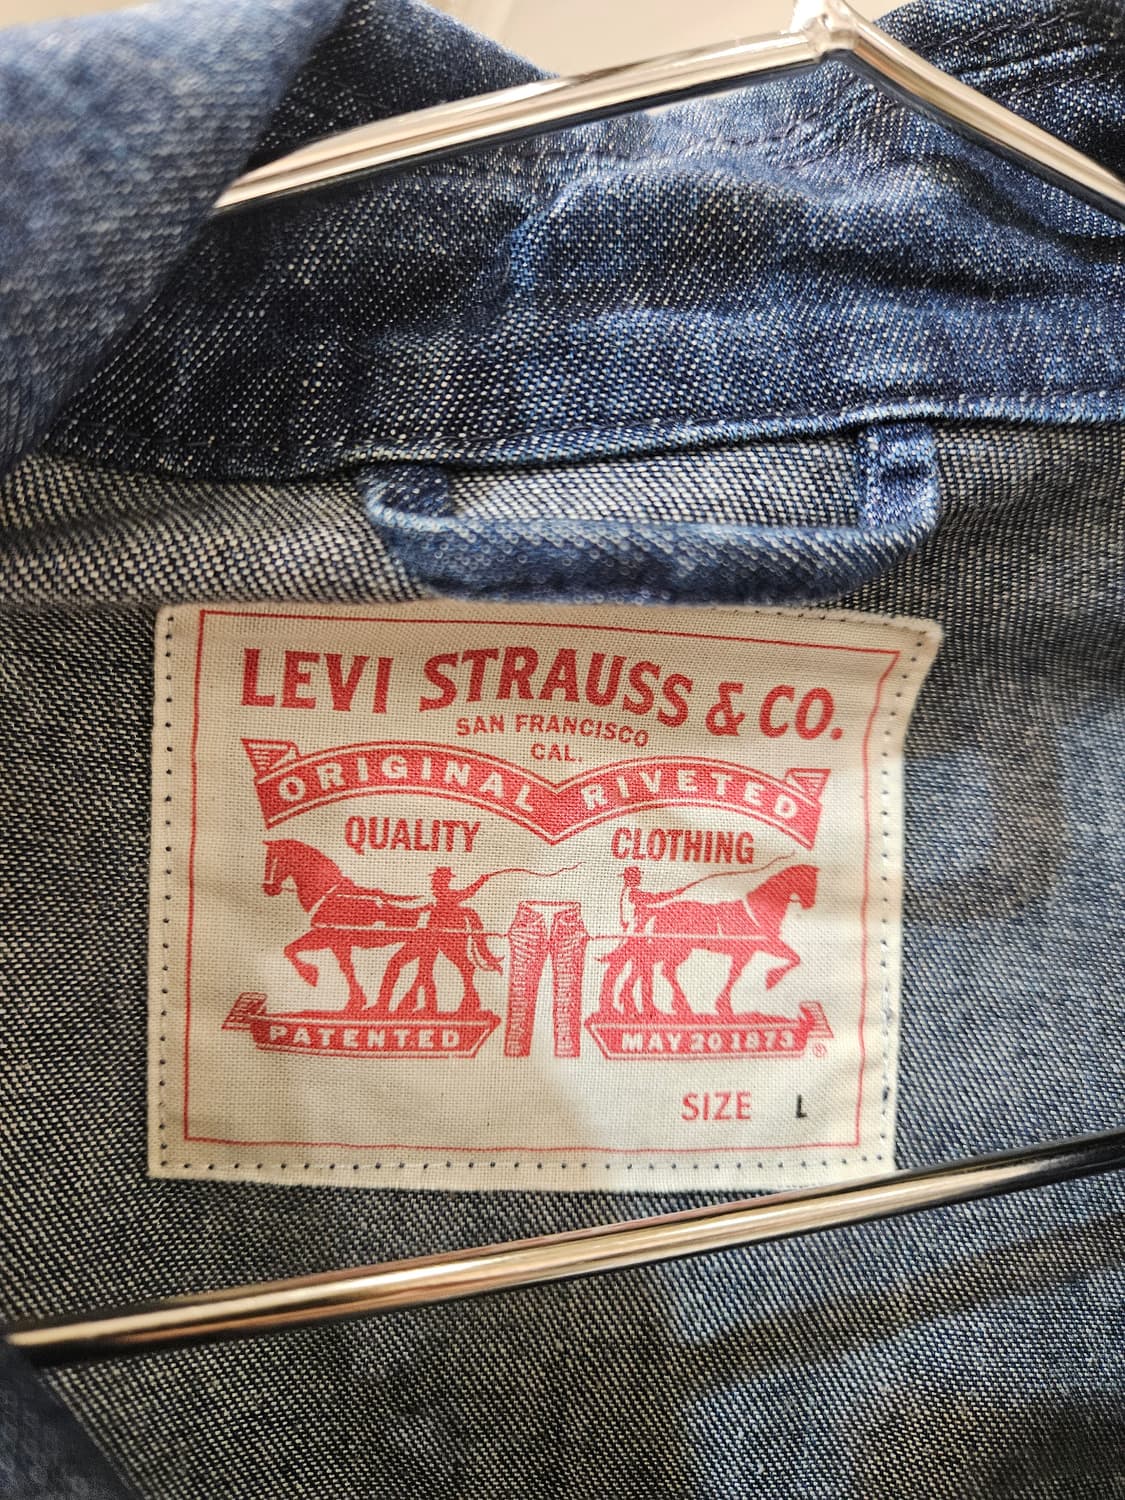 LEVI STRAUSS & CO.
SAN FRANCISCO
CAL.
ORIGINAL RIVETED
QUALITY CLOTHING
PATENTED MAY 20 1873 ®
SIZE L